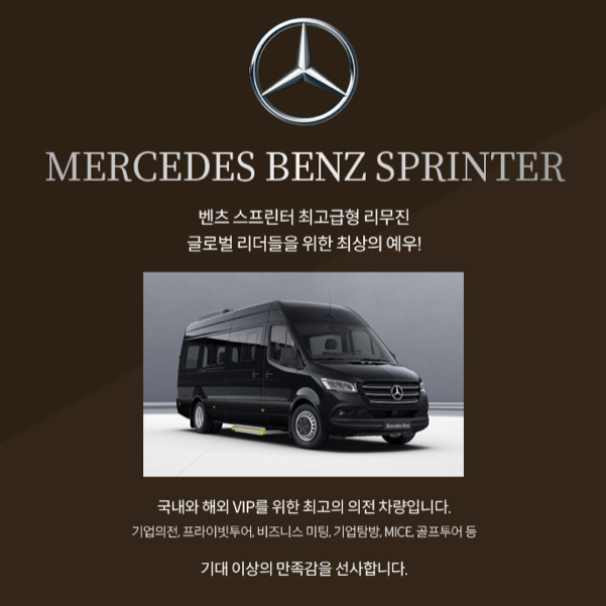 MERCEDES BENZ SPRINTER
벤츠 스프린터 최고급형 리무진
글로벌 리더들을 위한 최상의 예우!
Mercedes Benz
국내와 해외 VIP를 위한 최고의 의전 차량입니다.
기업의전, 프라이빗투어, 비즈니스 미팅, 기업탐방, MICE, 골프투어 등
기대 이상의 만족감을 선사합니다.